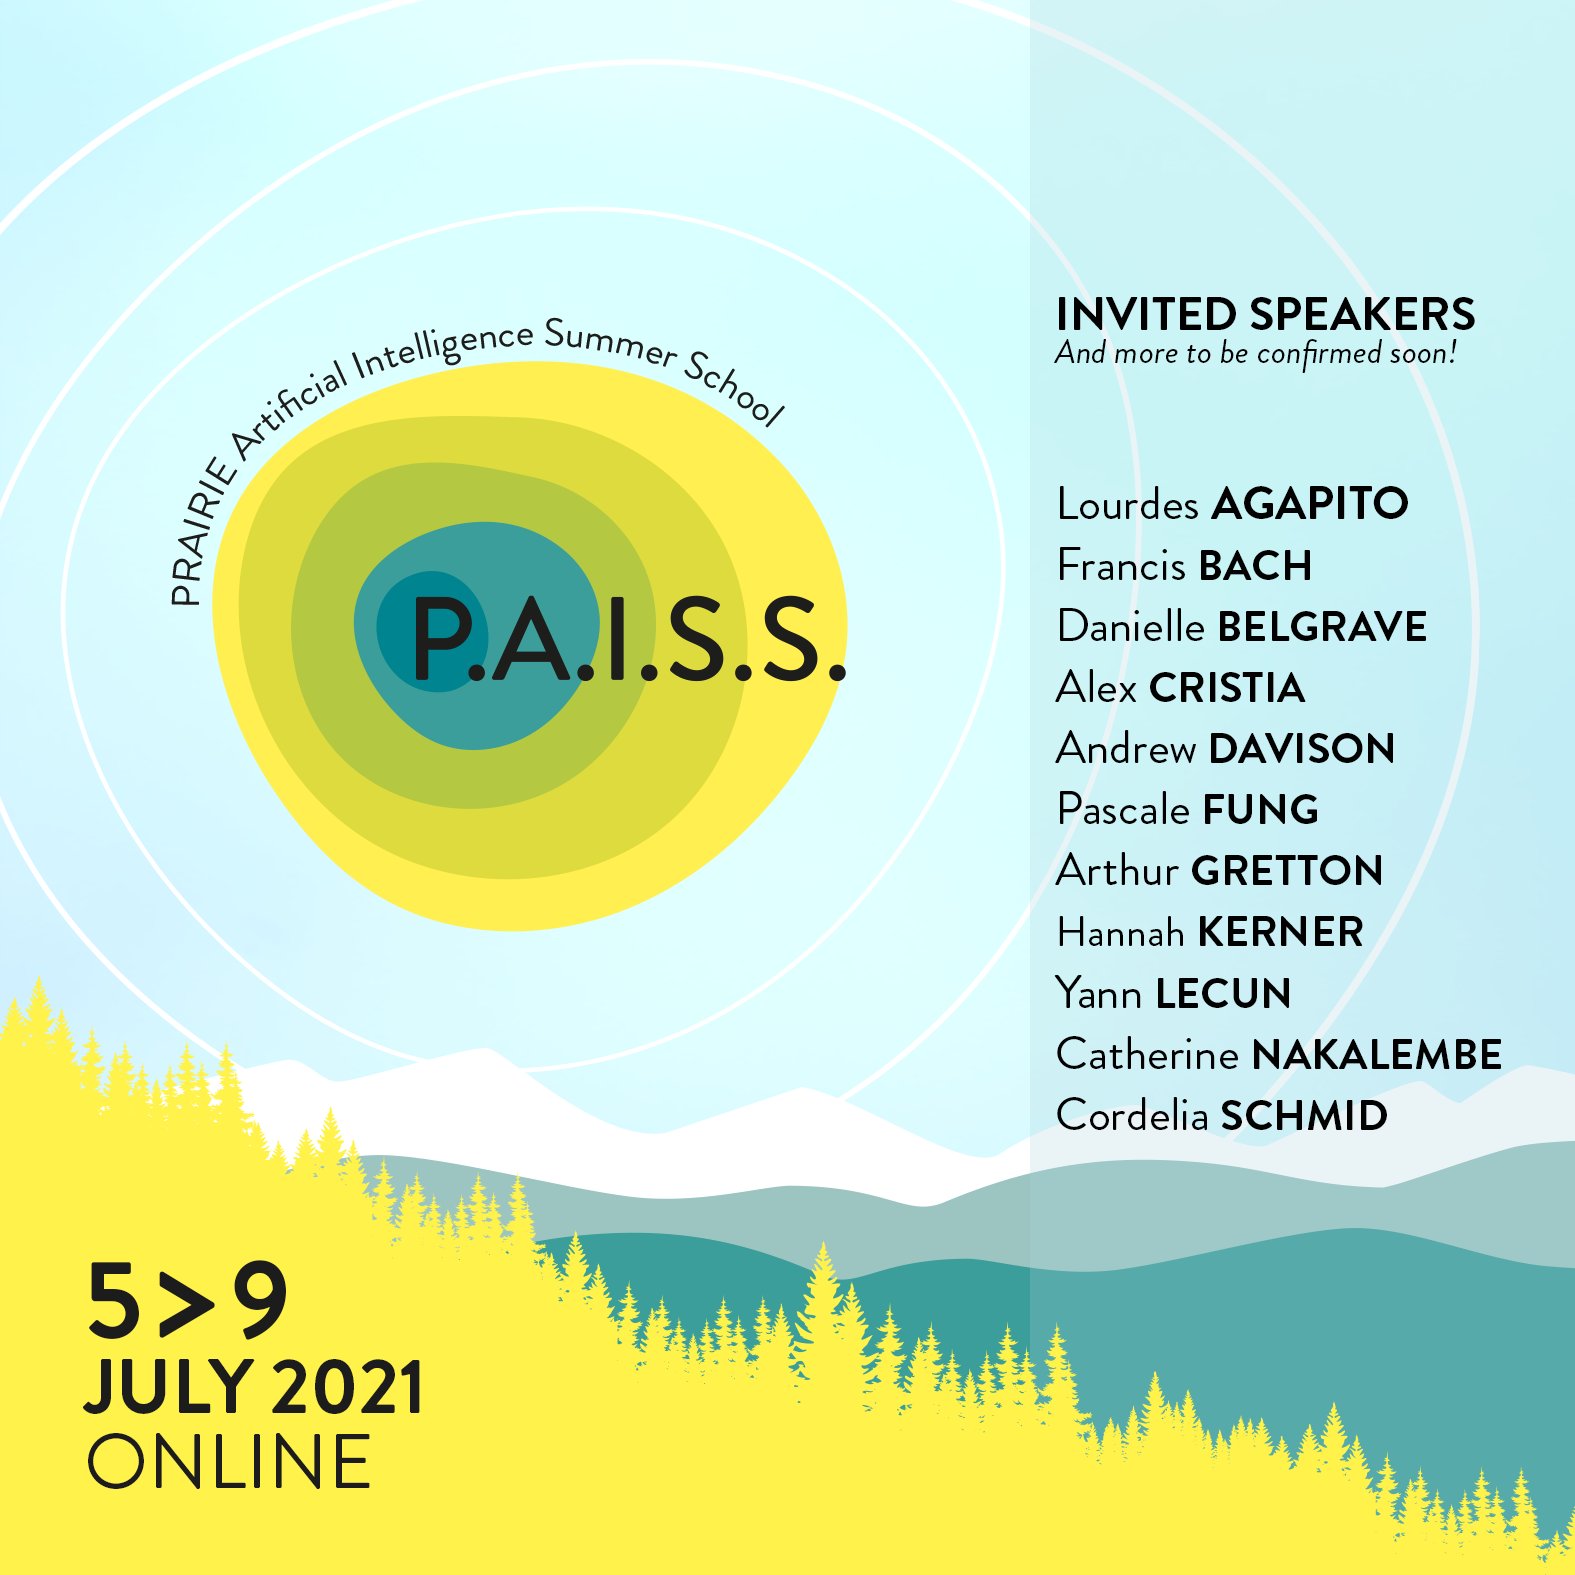 PRAIRIE Artificial Intelligence Summer School
P.A.I.S.S.
INVITED SPEAKERS
And more to be confirmed soon!
Lourdes AGAPITO
Francis BACH
Danielle BELGRAVE
Alex CRISTIA
Andrew DAVISON
Pascale FUNG
Arthur GRETTON
Hannah KERNER
Yann LECUN
Catherine NAKALEMBE
Cordelia SCHMID
5>9
JULY 2021
ONLINE